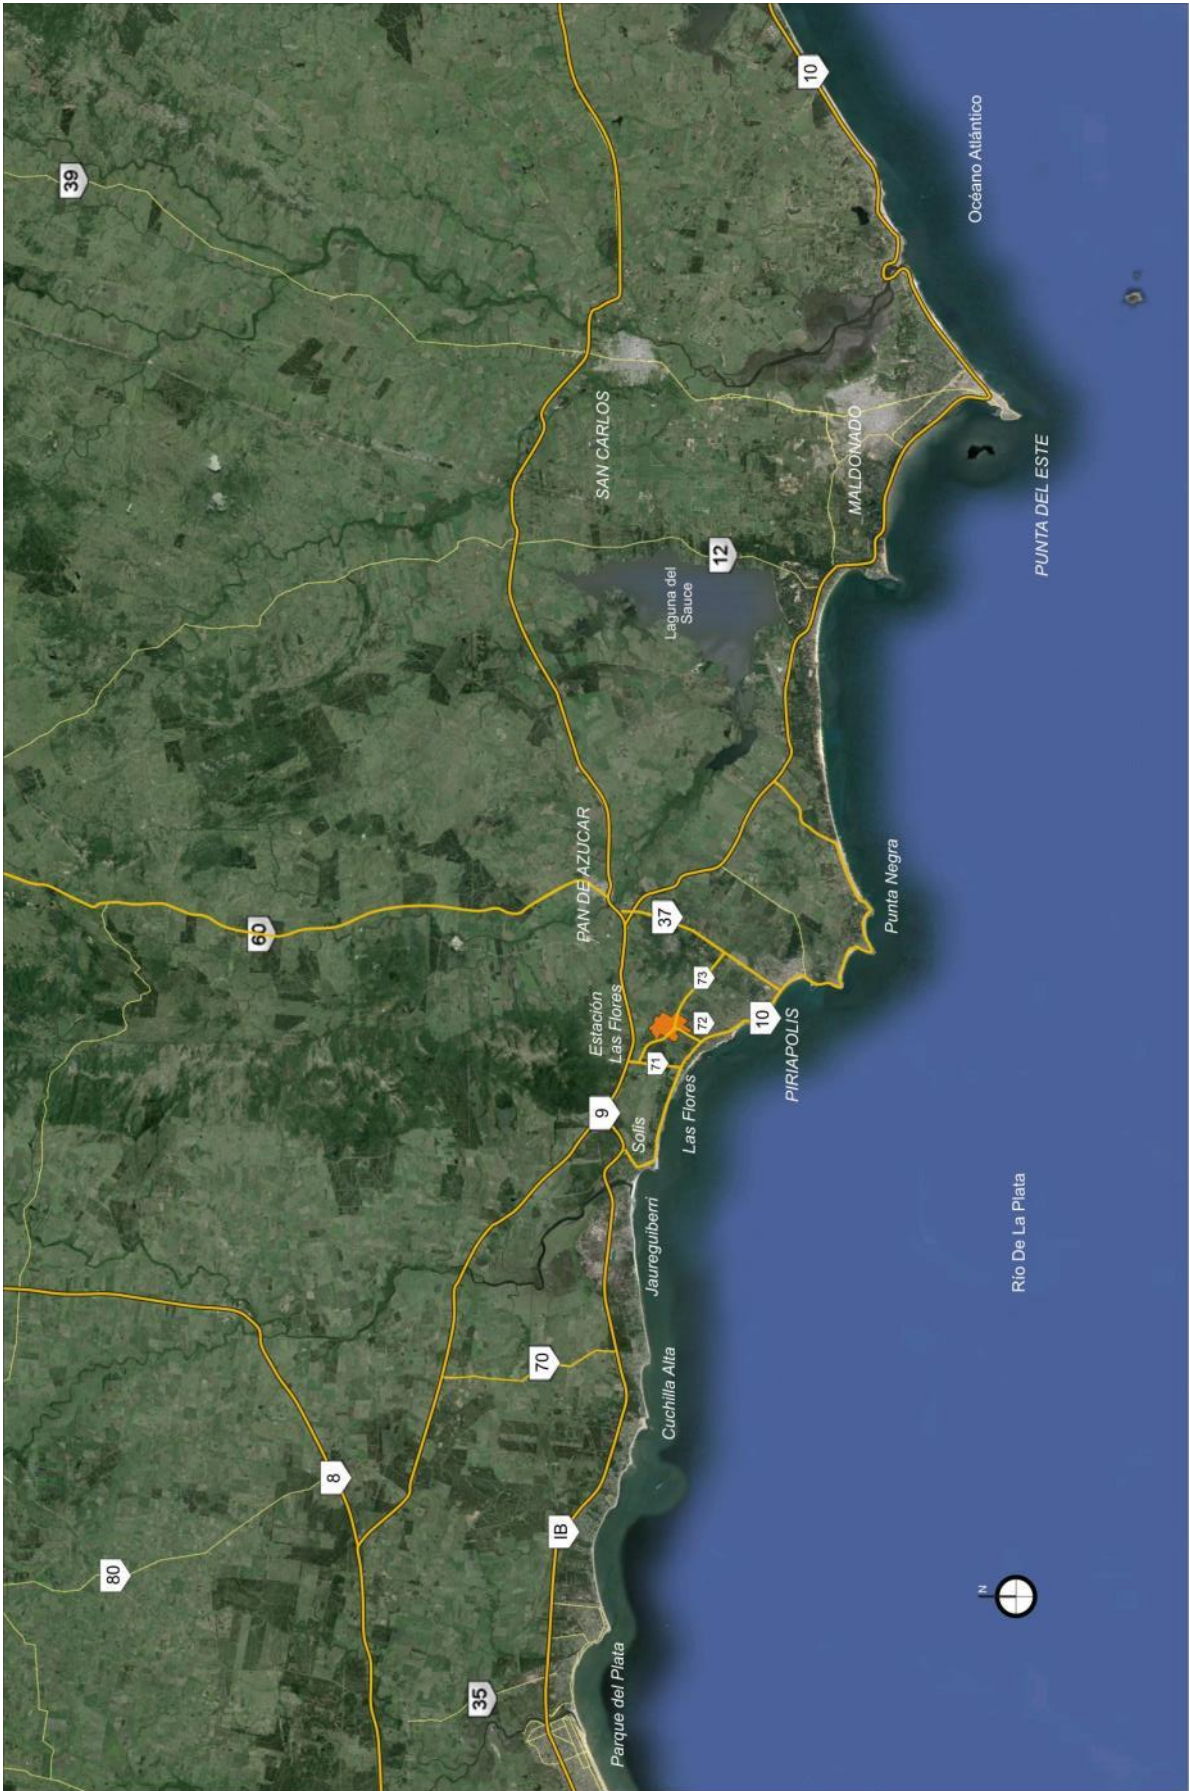 39
10
Océano Atlántico
SAN CARLOS
MALDONADO
12
Laguna del
Sauce
PUNTA DEL ESTE
60
PAN DE AZUCAR
37
Punta Negra
Estación
Las Flores
73
72
71
10
PIRIAPOLIS
9
Solis
Las Flores
Jaureguiberri
Río De La Plata
70
Cuchilla Alta
8
80
IB
35
Parque del Plata
N